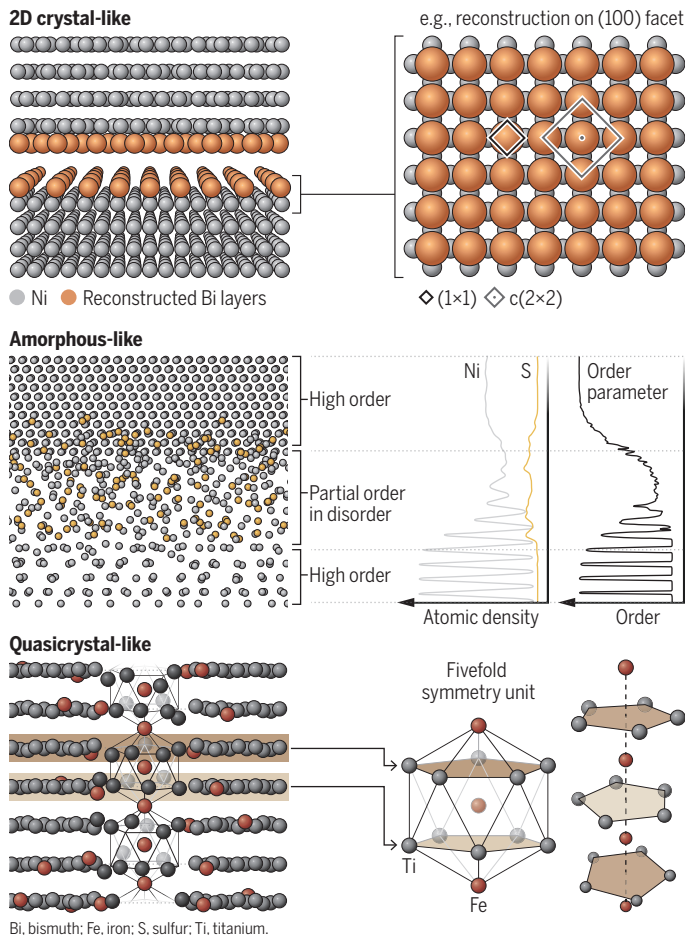 2D crystal-like
e.g., reconstruction on (100) facet
Ni
Reconstructed Bi layers
(1×1)
c(2×2)
Amorphous-like
High order
Partial order
in disorder
High order
Ni
S
Atomic density
Order
parameter
Order
Quasicrystal-like
Fivefold
symmetry unit
Ti
Fe
Bi, bismuth; Fe, iron; S, sulfur; Ti, titanium.